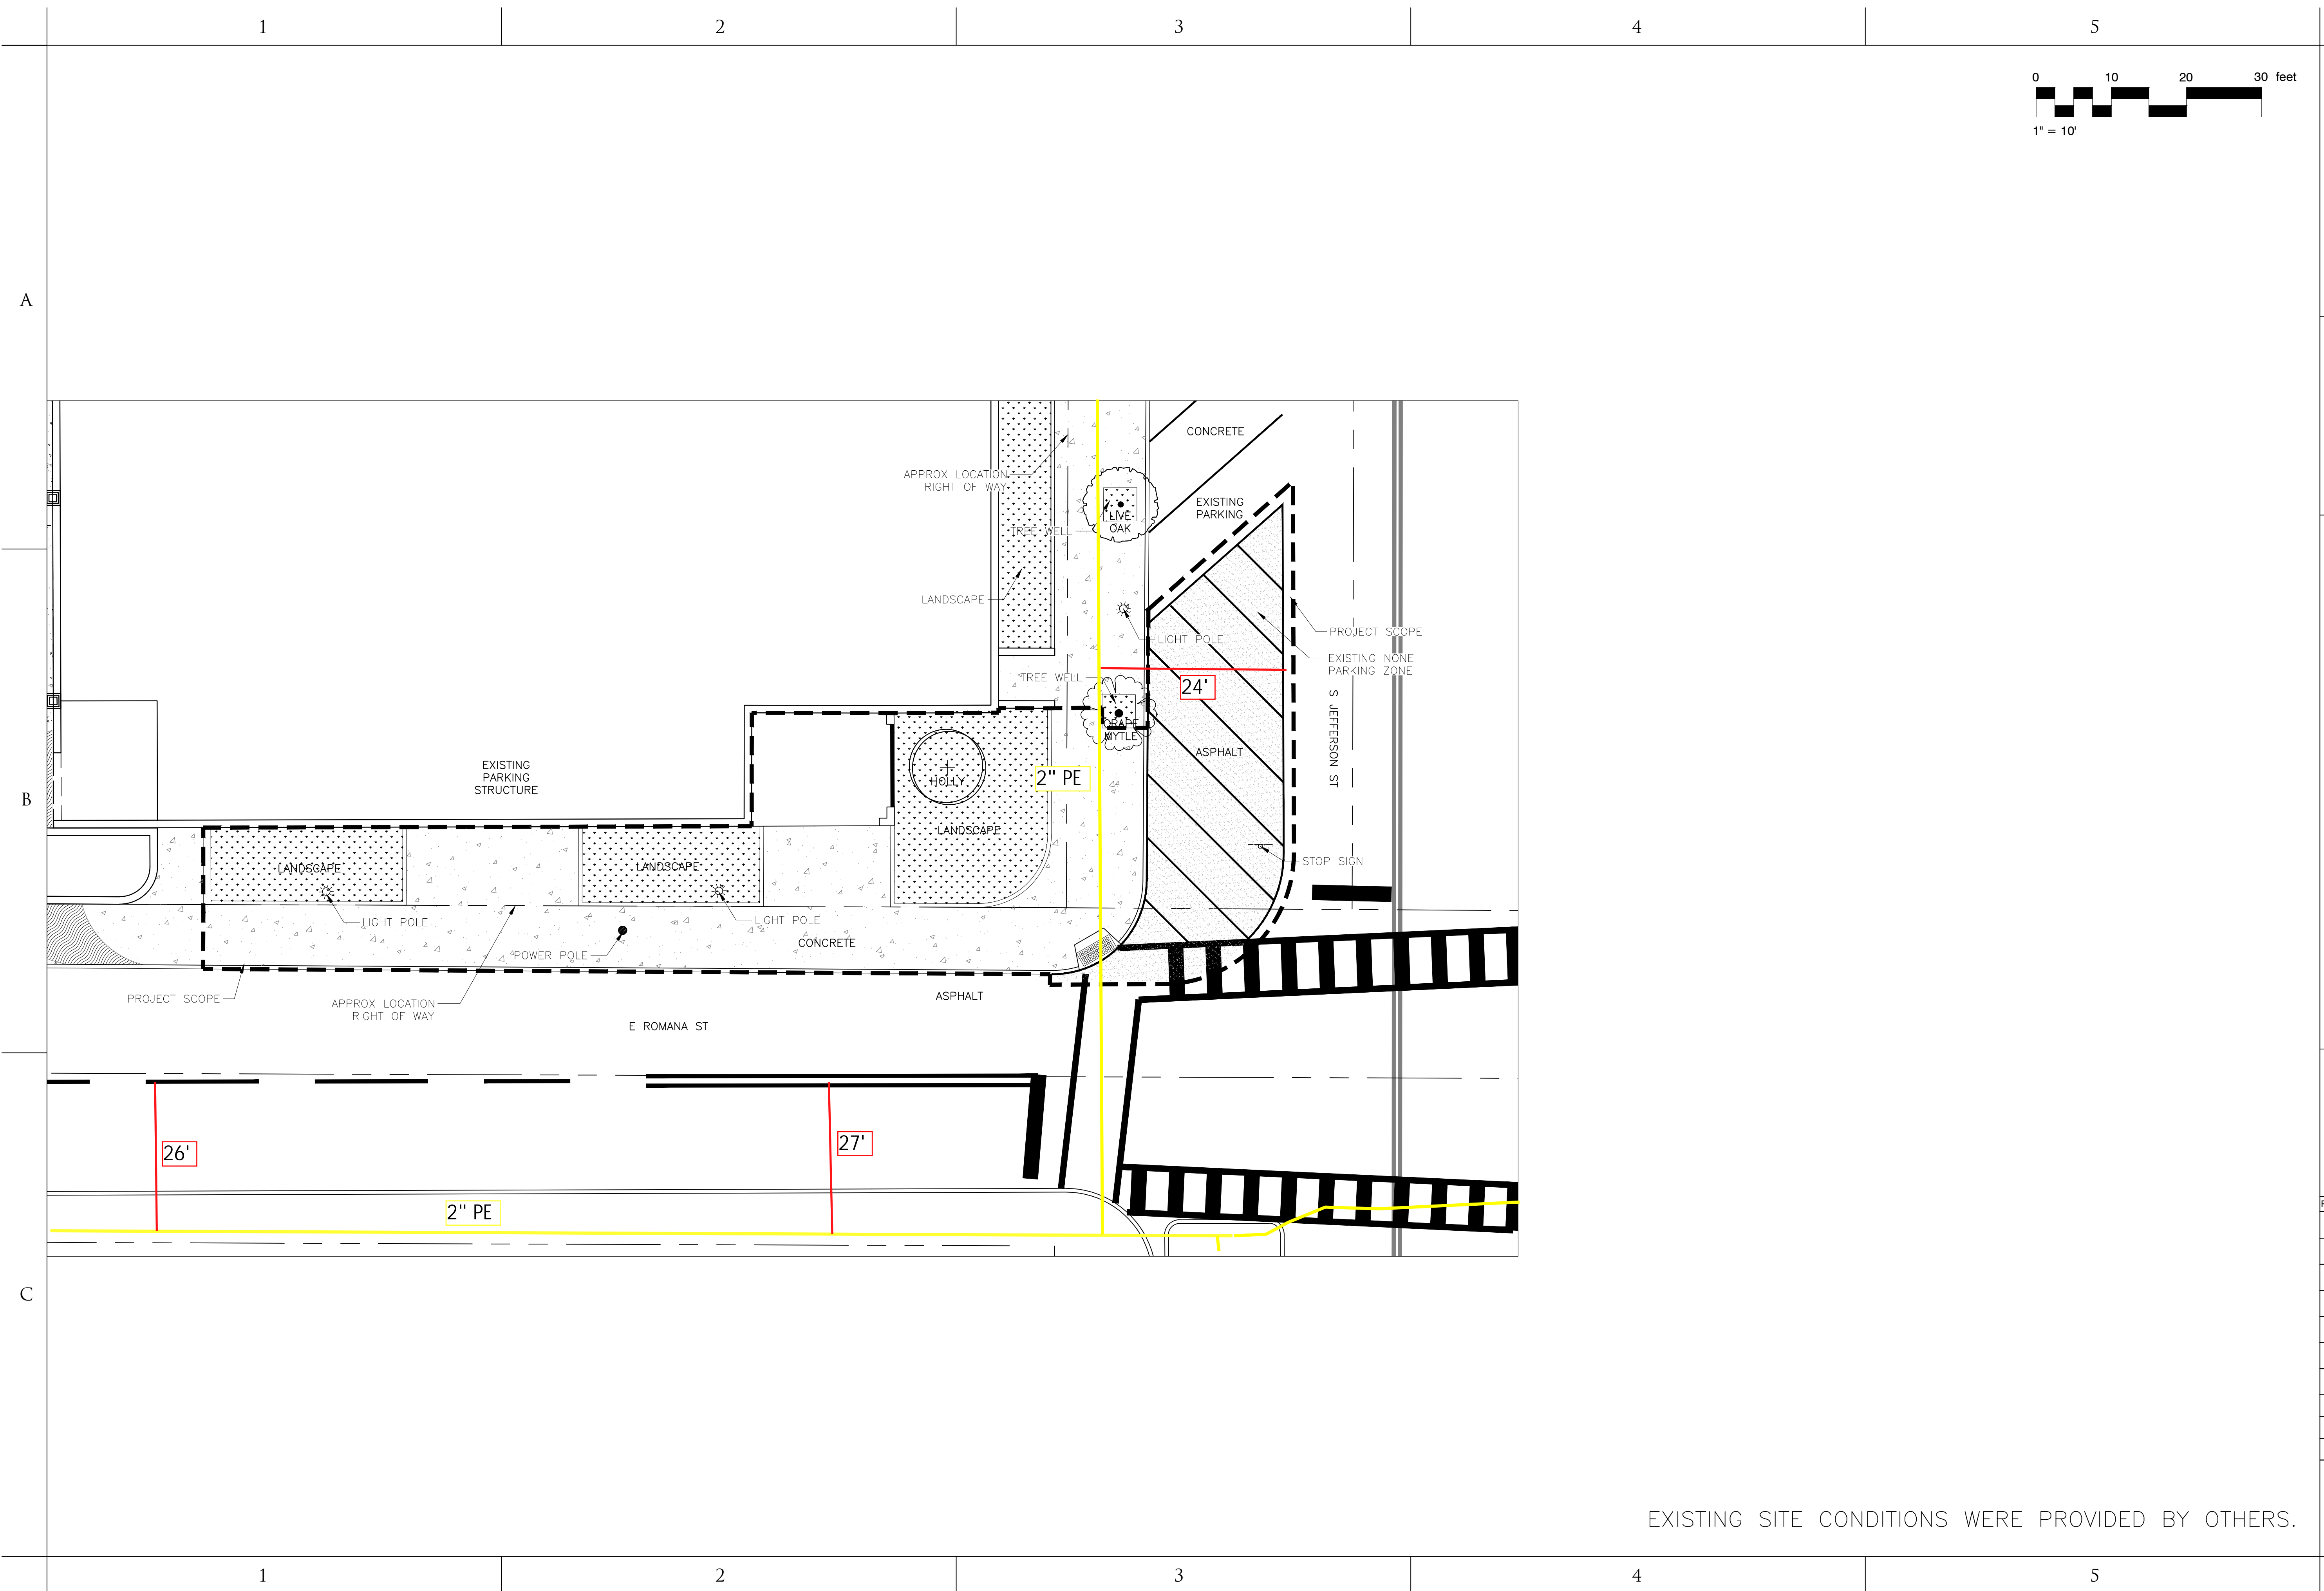 1 2 3 4 5
0 10 20 30 feet
1" = 10'
A
CONCRETE
APPROX LOCATION
RIGHT OF WAY
EXISTING
PARKING
LIVE
OAK
TREE WELL
LANDSCAPE
PROJECT SCOPE
LIGHT POLE
EXISTING NONE
PARKING ZONE
TREE WELL
24'
S JEFFERSON ST
CRAPE
MYTLE
ASPHALT
EXISTING
PARKING
STRUCTURE
HOLLY
2" PE
B
LANDSCAPE
LANDSCAPE
LANDSCAPE
STOP SIGN
LIGHT POLE
LIGHT POLE
CONCRETE
POWER POLE
PROJECT SCOPE
APPROX LOCATION
RIGHT OF WAY
ASPHALT
E ROMANA ST
26'
27'
2" PE
C
EXISTING SITE CONDITIONS WERE PROVIDED BY OTHERS.
1 2 3 4 5